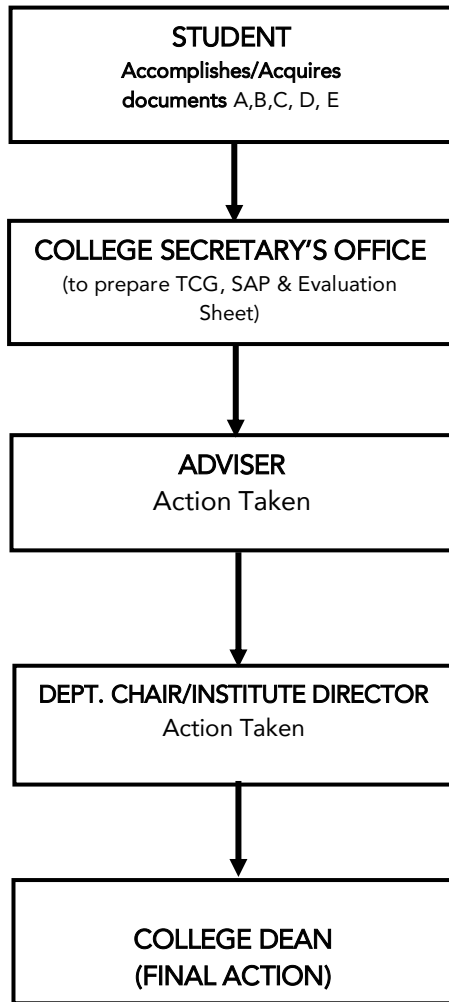 STUDENT
Accomplishes/Acquires
documents A,B,C, D, E
COLLEGE SECRETARY’S OFFICE
(to prepare TCG, SAP & Evaluation
Sheet)
ADVISER
Action Taken
DEPT. CHAIR/INSTITUTE DIRECTOR
Action Taken
COLLEGE DEAN
(FINAL ACTION)